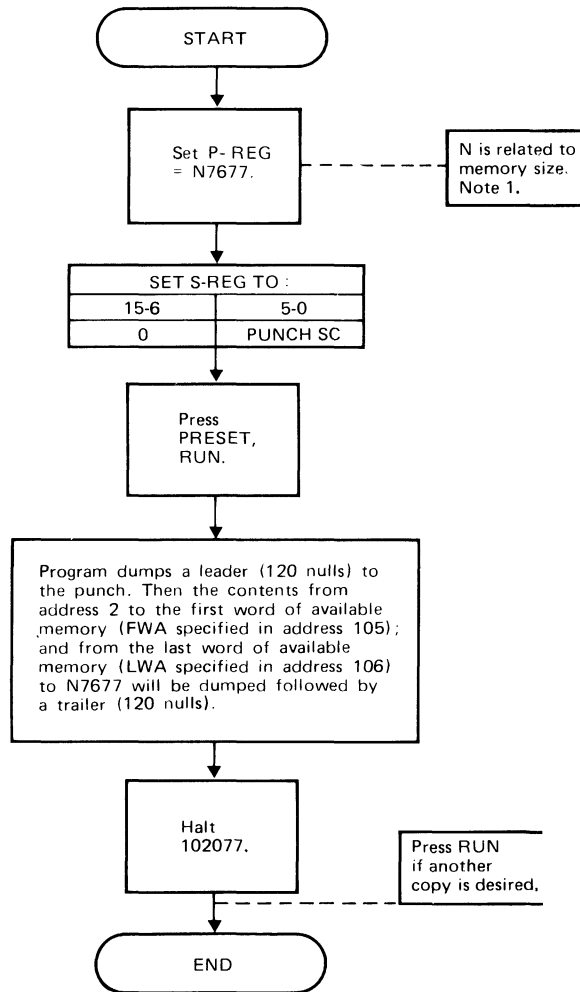 START
Set P- REG
= N7677.
N is related to
memory size.
Note 1.
SET S-REG TO :
15-6 5-0
0 PUNCH SC
Press
PRESET,
RUN.
Program dumps a leader (120 nulls) to
the punch. Then the contents from
address 2 to the first word of available
memory (FWA specified in address 105);
and from the last word of available
memory (LWA specified in address 106)
to N7677 will be dumped followed by
a trailer (120 nulls).
Halt
102077.
Press RUN
if another
copy is desired.
END